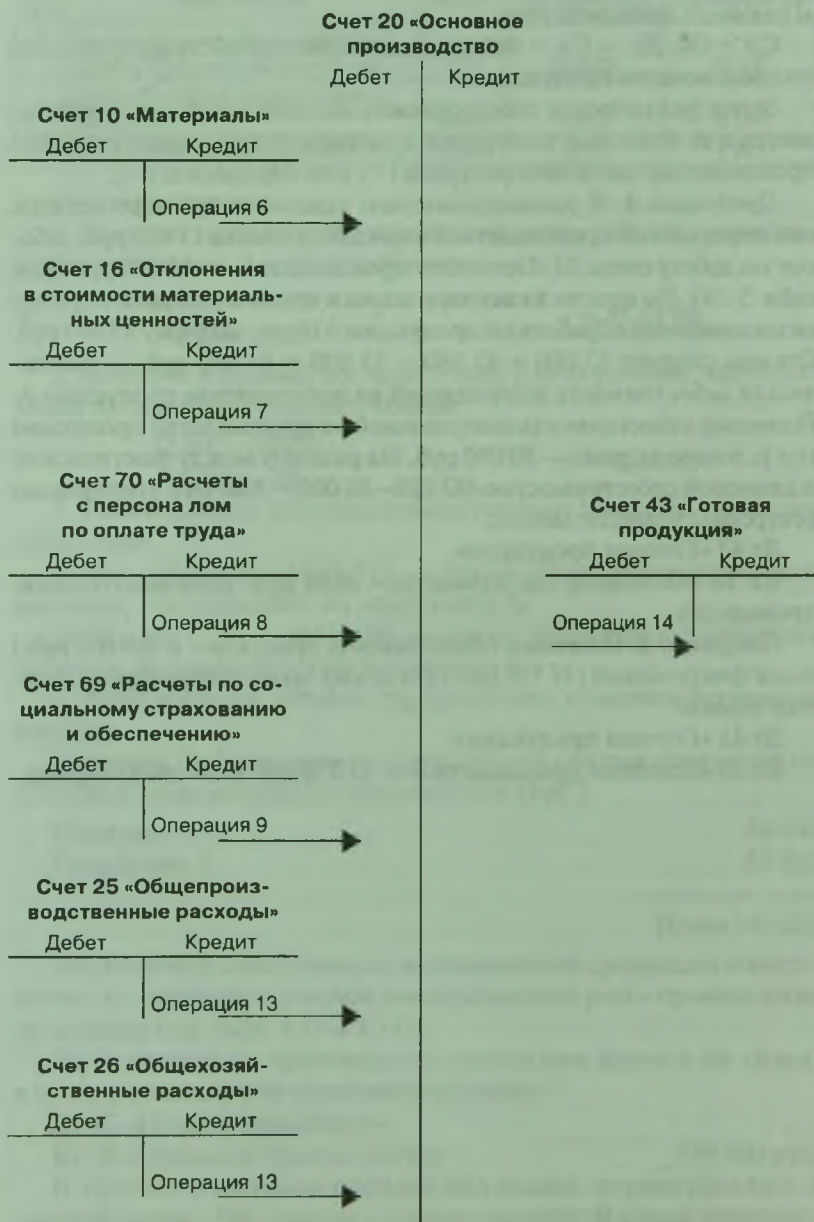 Счет 20 «Основное
производство
Дебет Кредит
Счет 10 «Материалы»
Дебет Кредит
Операция 6
Счет 16 «Отклонения
в стоимости материаль-
ных ценностей»
Дебет Кредит
Операция 7
Счет 70 «Расчеты
с персона лом
по оплате труда»
Дебет Кредит
Операция 8
Счет 43 «Готовая
продукция»
Дебет Кредит
Операция 14
Счет 69 «Расчеты по со-
циальному страхованию
и обеспечению»
Дебет Кредит
Операция 9
Счет 25 «Общепроиз-
водственные расходы»
Дебет Кредит
Операция 13
Счет 26 «Общехозяй-
ственные расходы»
Дебет Кредит
Операция 13